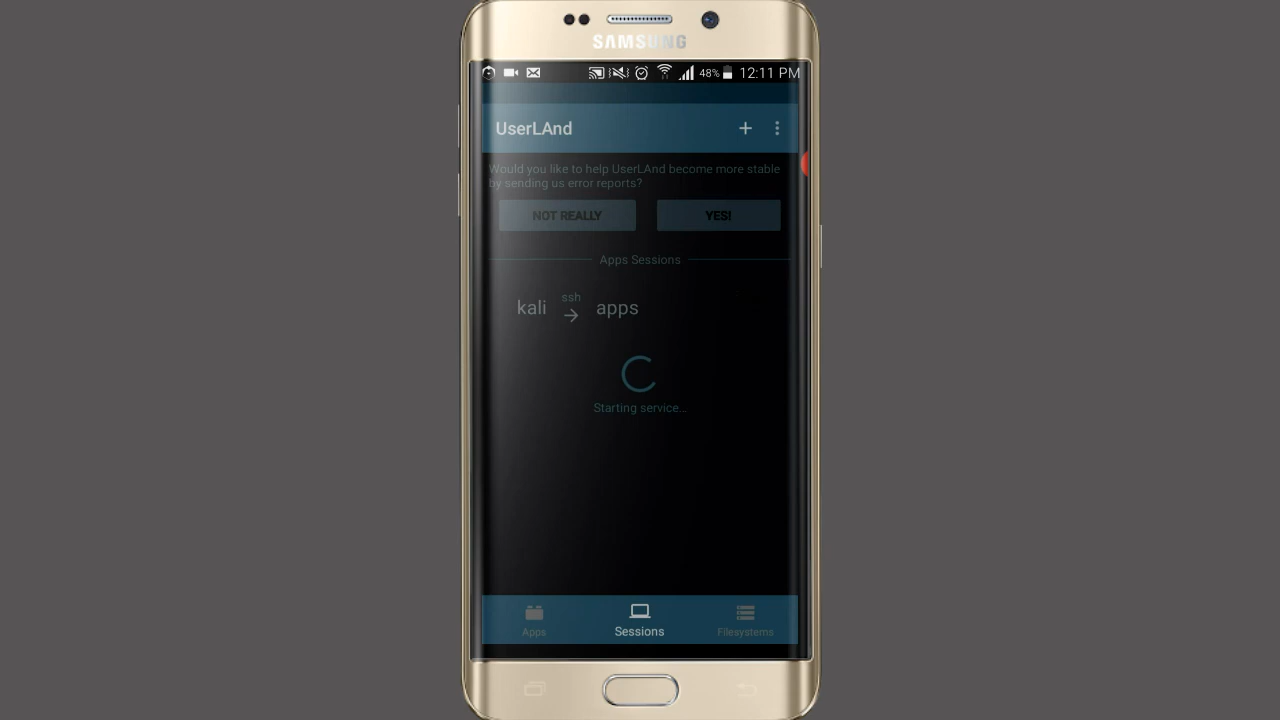 SAMSUNG
48% 12:11 PM
UserLAnd
Would you like to help UserLAnd become more stable
by sending us error reports?
NOT REALLY YES!
Apps Sessions
kali ssh apps
Starting service...
Apps Sessions Filesystems